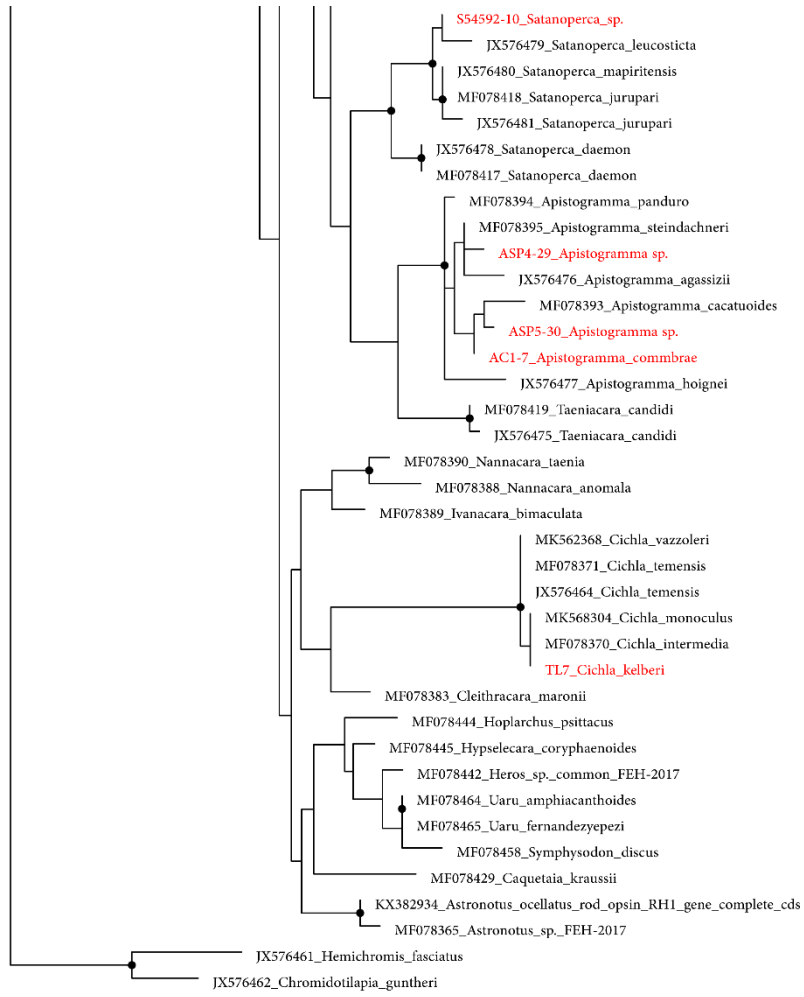 S54592-10_Satanoperca_sp.
JX576479_Satanoperca_leucosticta
JX576480_Satanoperca_mapiritensis
MF078418_Satanoperca_jurupari
JX576481_Satanoperca_jurupari
JX576478_Satanoperca_daemon
MF078417_Satanoperca_daemon
MF078394_Apistogramma_panduro
MF078395_Apistogramma_steindachneri
ASP4-29_Apistogramma sp.
JX576476_Apistogramma_agassizii
MF078393_Apistogramma_cacatuoides
ASP5-30_Apistogramma sp.
AC1-7_Apistogramma_commbrae
JX576477_Apistogramma_hoignei
MF078419_Taeniacara_candidi
JX576475_Taeniacara_candidi
MF078390_Nannacara_taenia
MF078388_Nannacara_anomala
MF078389_Ivanacara_bimaculata
MK562368_Cichla_vazzoleri
MF078371_Cichla_temensis
JX576464_Cichla_temensis
MK568304_Cichla_monoculus
MF078370_Cichla_intermedia
TL7_Cichla_kelberi
MF078383_Cleithracara_maronii
MF078444_Hoplarchus_psittacus
MF078445_Hypselecara_coryphaenoides
MF078442_Heros_sp._common_FEH-2017
MF078464_Uaru_amphiacanthoides
MF078465_Uaru_fernandezyepezi
MF078458_Symphysodon_discus
MF078429_Caquetaia_kraussii
KX382934_Astronotus_ocellatus_rod_opsin_RH1_gene_complete_cds
MF078365_Astronotus_sp._FEH-2017
JX576461_Hemichromis_fasciatus
JX576462_Chromidotilapia_guntheri